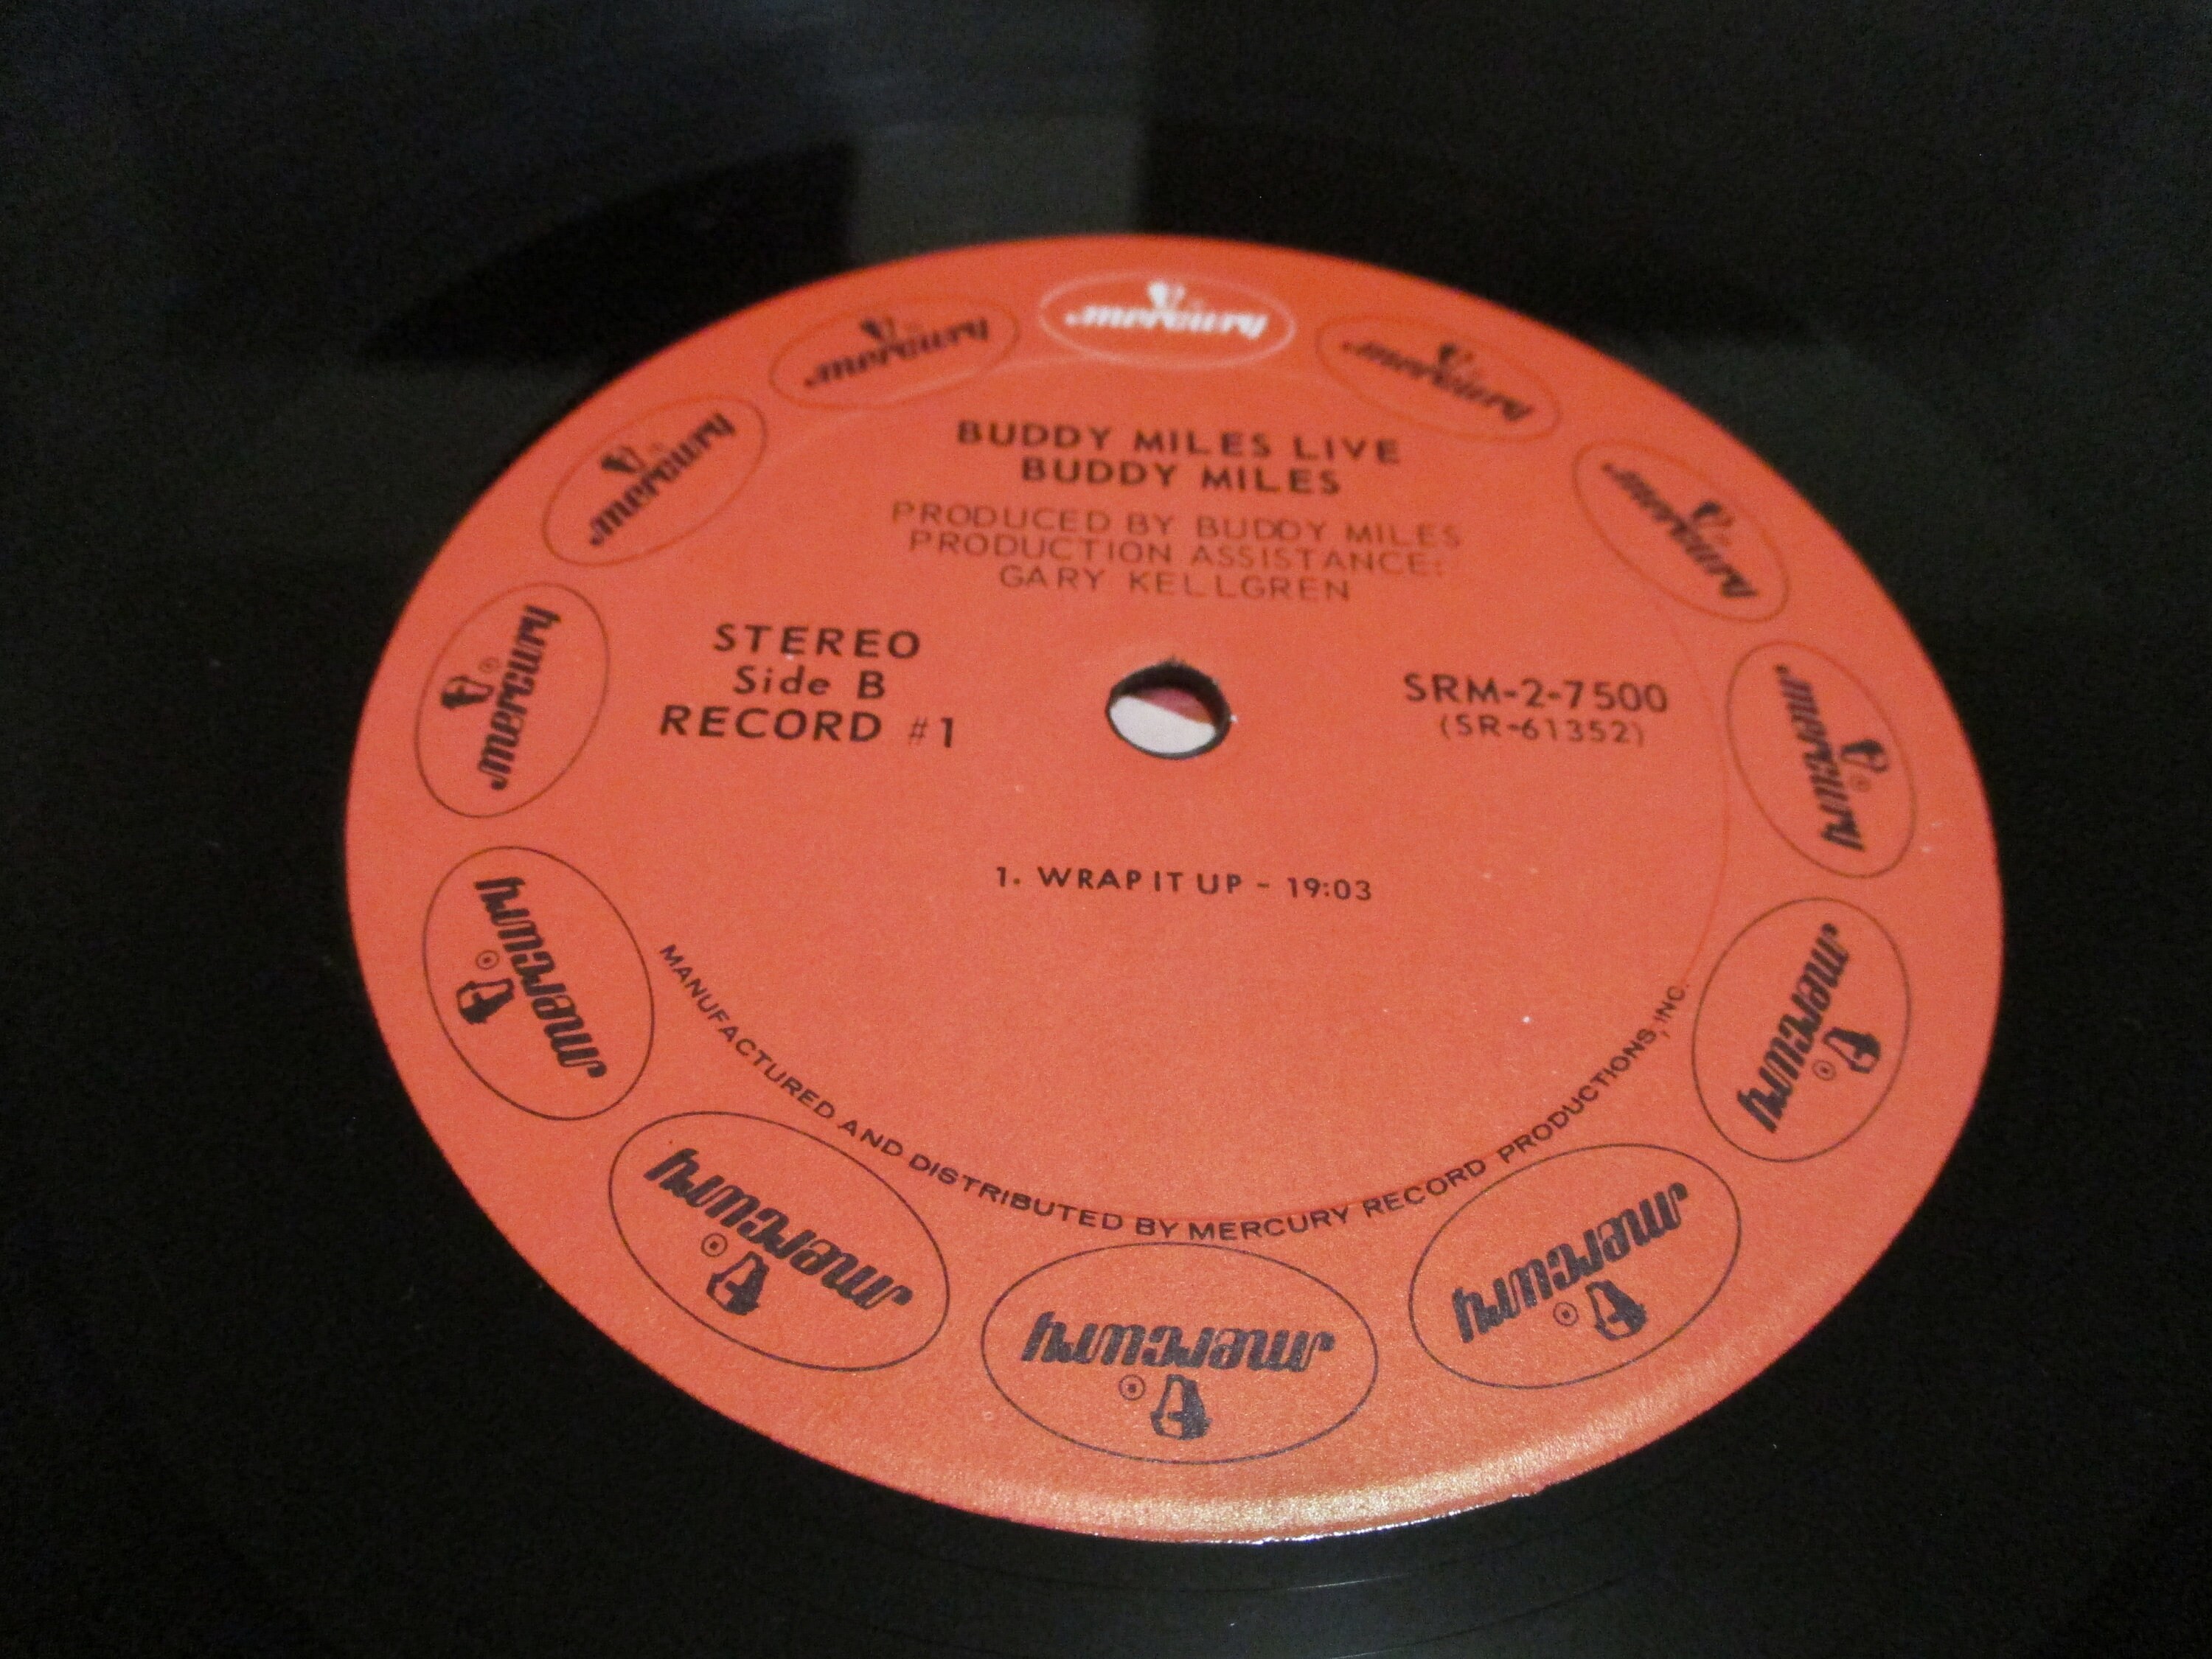 mercury
mercury
mercury
mercury
mercury
mercury
mercury
mercury
mercury
mercury
mercury
mercury
BUDDY MILES LIVE
BUDDY MILES
PRODUCED BY BUDDY MILES
PRODUCTION ASSISTANCE:
GARY KELLGREN
STEREO
Side B
RECORD #1
SRM-2-7500
(SR-61352)
1. WRAP IT UP - 19:03
MANUFACTURED AND DISTRIBUTED BY MERCURY RECORD PRODUCTIONS, INC.